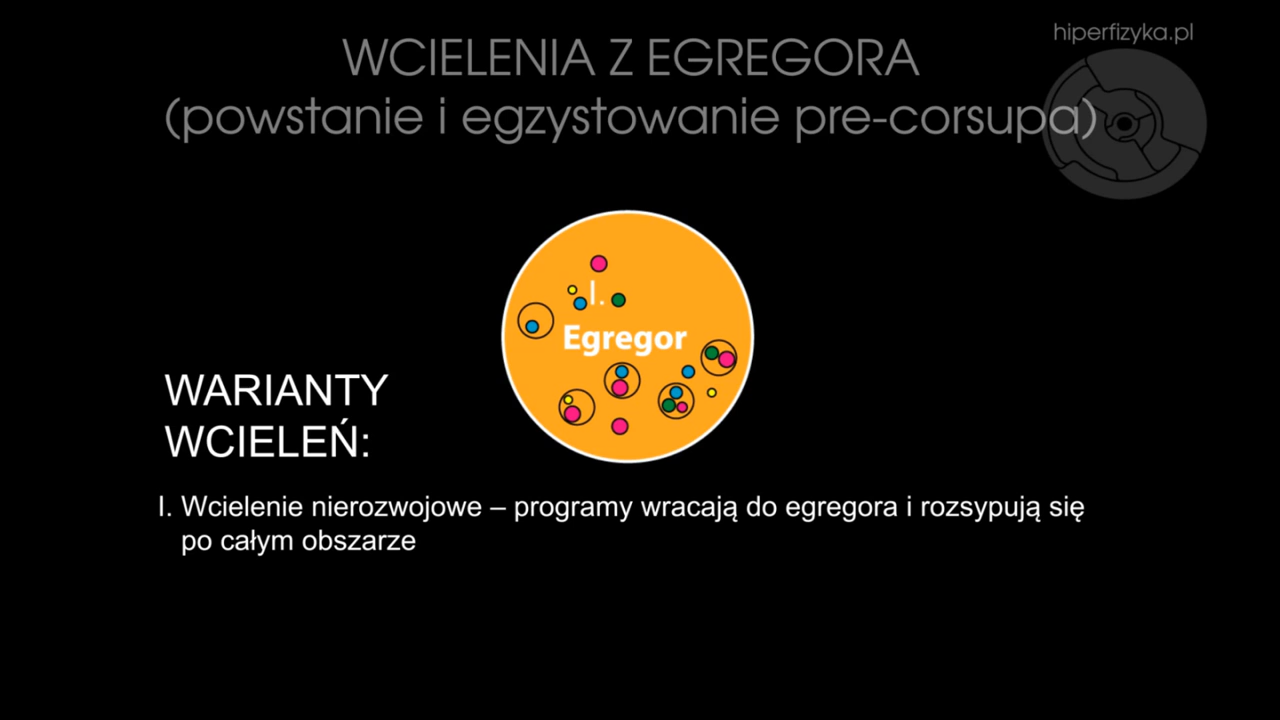 hiperfizyka.pl
WCIELENIA Z EGREGORA
(powstanie i egzystowanie pre-corsupa)
I.
Egregor
WARIANTY
WCIELEŃ:
I. Wcielenie nierozwojowe – programy wracają do egregora i rozsypują się
po całym obszarze